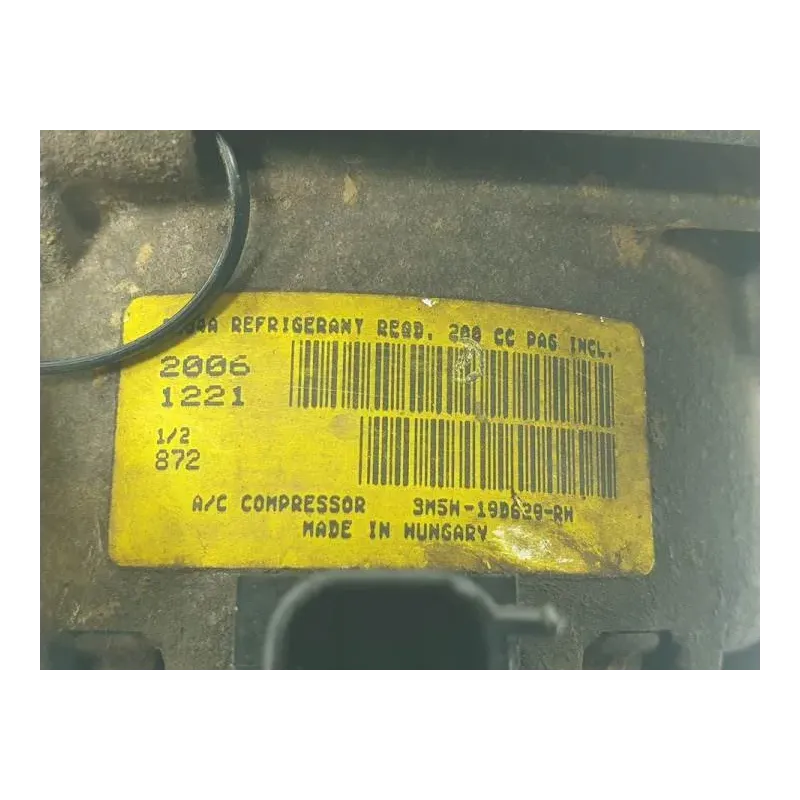 REFRIGERANT REQD. 200 CC PAG INCL.
2006
1221
1/2
872
A/C COMPRESSOR 3M5H-19D629-RH
MADE IN HUNGARY